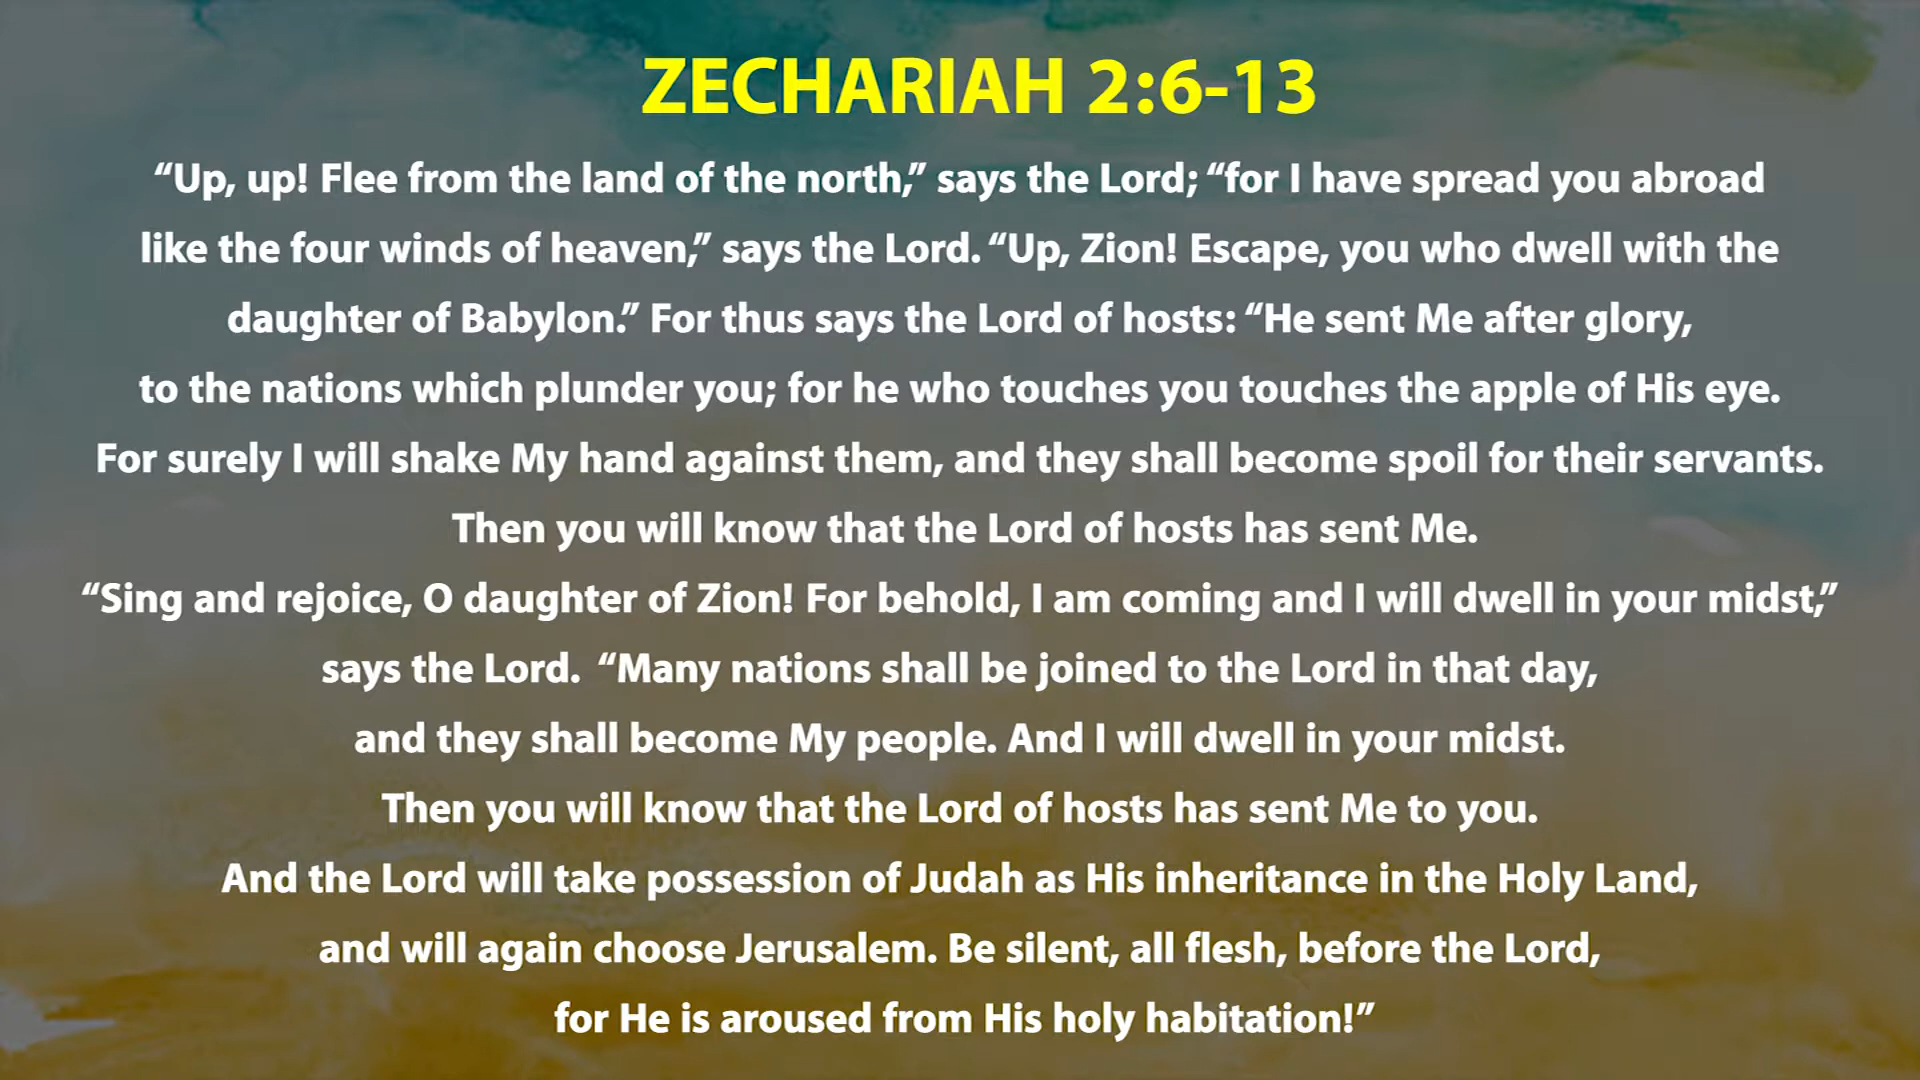 ZECHARIAH 2:6-13
“Up, up! Flee from the land of the north,” says the Lord; “for I have spread you abroad
like the four winds of heaven,” says the Lord. “Up, Zion! Escape, you who dwell with the
daughter of Babylon.” For thus says the Lord of hosts: “He sent Me after glory,
to the nations which plunder you; for he who touches you touches the apple of His eye.
For surely I will shake My hand against them, and they shall become spoil for their servants.
Then you will know that the Lord of hosts has sent Me.
“Sing and rejoice, O daughter of Zion! For behold, I am coming and I will dwell in your midst,”
says the Lord.  “Many nations shall be joined to the Lord in that day,
and they shall become My people. And I will dwell in your midst.
Then you will know that the Lord of hosts has sent Me to you.
And the Lord will take possession of Judah as His inheritance in the Holy Land,
and will again choose Jerusalem. Be silent, all flesh, before the Lord,
for He is aroused from His holy habitation!”